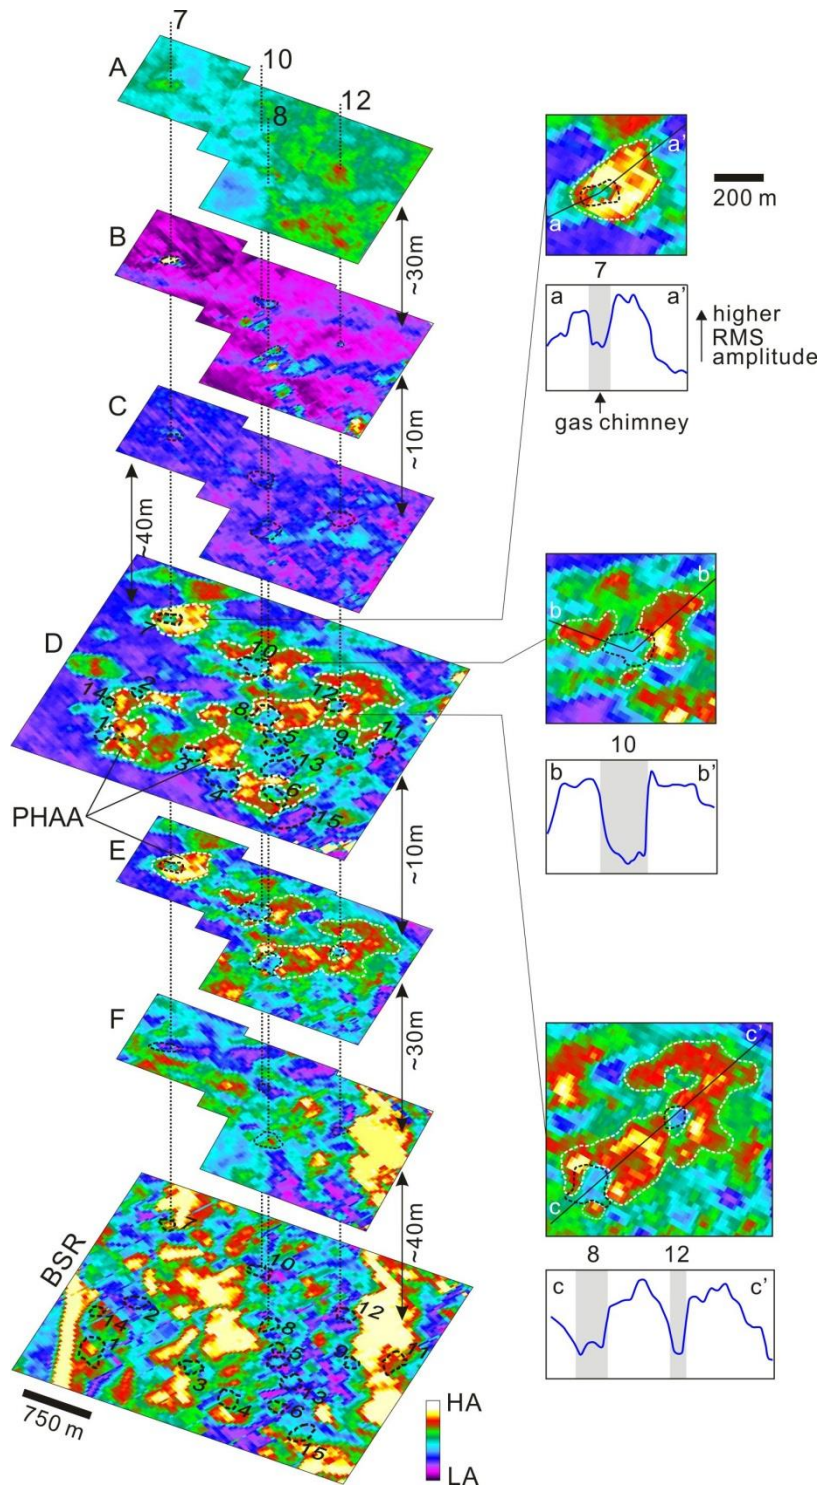 7
10
A
8
12
a'
a
200 m
B
~30m
7
a
a'
higher
RMS
amplitude
gas chimney
C
~10m
~40m
D
7
10
14
2
12
8
1
5
9
11
3
13
4
6
15
b
b'
10
b
b'
PHAA
~10m
E
~30m
F
c'
c
8
12
c
c'
~40m
BSR
7
10
2
14
12
1
8
5
9
11
3
13
4
6
15
750 m
HA
LA